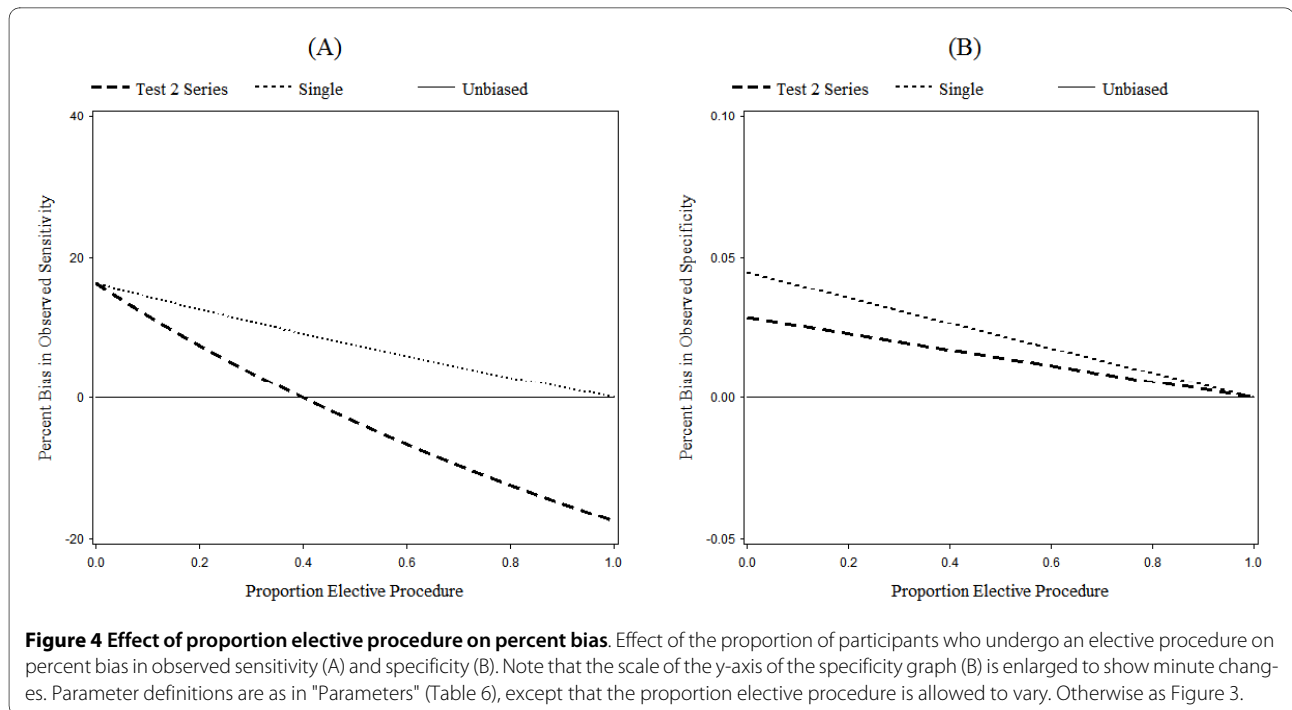 (A)
Test 2 Series Single Unbiased
Percent Bias in Observed Sensitivity
40
20
0
-20
0.0 0.2 0.4 0.6 0.8 1.0
Proportion Elective Procedure
(B)
Test 2 Series Single Unbiased
Percent Bias in Observed Specificity
0.10
0.05
0.00
-0.05
0.0 0.2 0.4 0.6 0.8 1.0
Proportion Elective Procedure
Figure 4 Effect of proportion elective procedure on percent bias. Effect of the proportion of participants who undergo an elective procedure on
percent bias in observed sensitivity (A) and specificity (B). Note that the scale of the y-axis of the specificity graph (B) is enlarged to show minute chang-
es. Parameter definitions are as in "Parameters" (Table 6), except that the proportion elective procedure is allowed to vary. Otherwise as Figure 3.